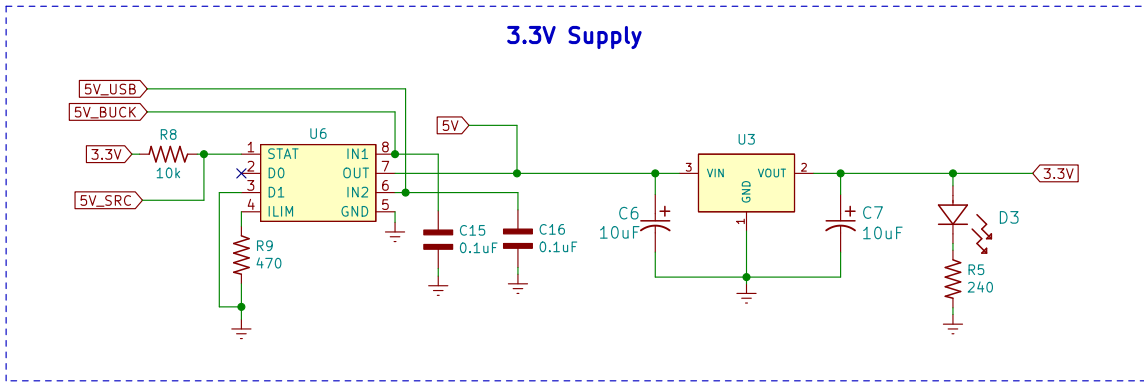 3.3V Supply
5V_USB
5V_BUCK
3.3V
R8
10k
5V_SRC
U6
1 STAT IN1 8
2 D0 OUT 7
3 D1 IN2 6
4 ILIM GND 5
R9
470
C15
0.1uF
C16
0.1uF
5V
C6
10uF
U3
3 VIN VOUT 2
GND
1
C7
10uF
3.3V
D3
R5
240